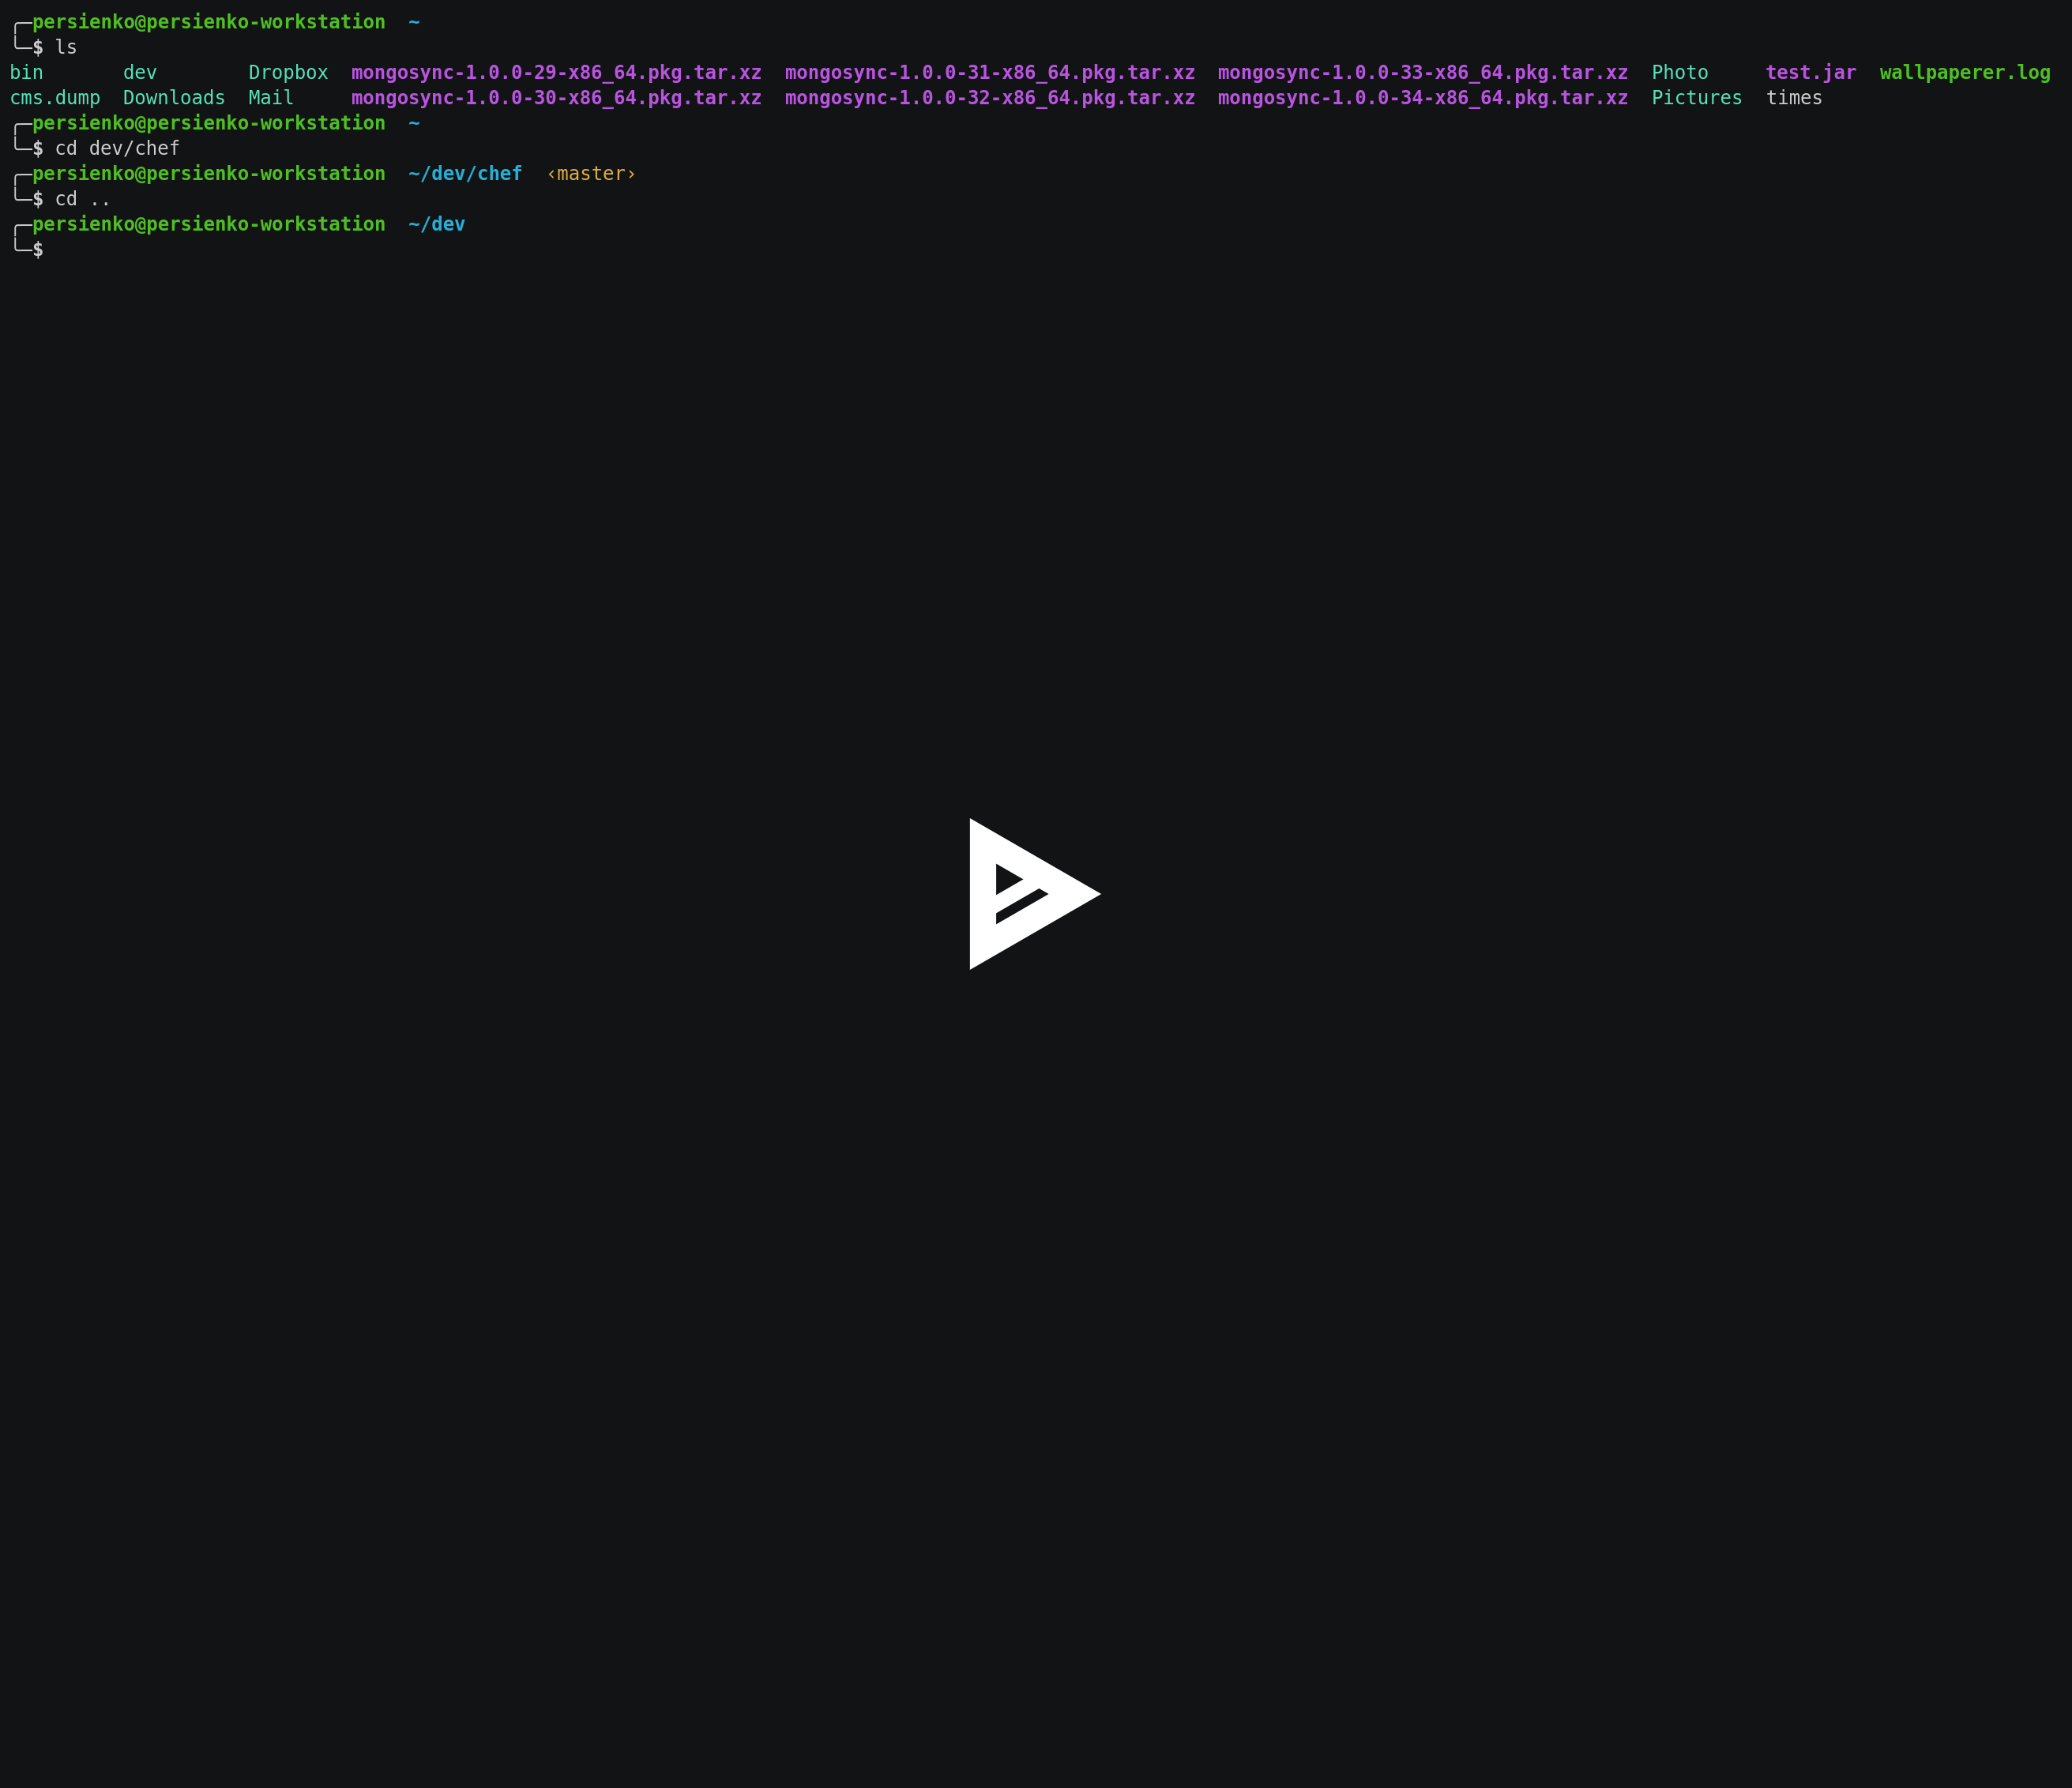 ╭─persienko@persienko-workstation  ~
╰─$ ls
bin       dev        Dropbox  mongosync-1.0.0-29-x86_64.pkg.tar.xz  mongosync-1.0.0-31-x86_64.pkg.tar.xz  mongosync-1.0.0-33-x86_64.pkg.tar.xz  Photo     test.jar  wallpaperer.log
cms.dump  Downloads  Mail     mongosync-1.0.0-30-x86_64.pkg.tar.xz  mongosync-1.0.0-32-x86_64.pkg.tar.xz  mongosync-1.0.0-34-x86_64.pkg.tar.xz  Pictures  times
╭─persienko@persienko-workstation  ~
╰─$ cd dev/chef
╭─persienko@persienko-workstation  ~/dev/chef  ‹master›
╰─$ cd ..
╭─persienko@persienko-workstation  ~/dev
╰─$